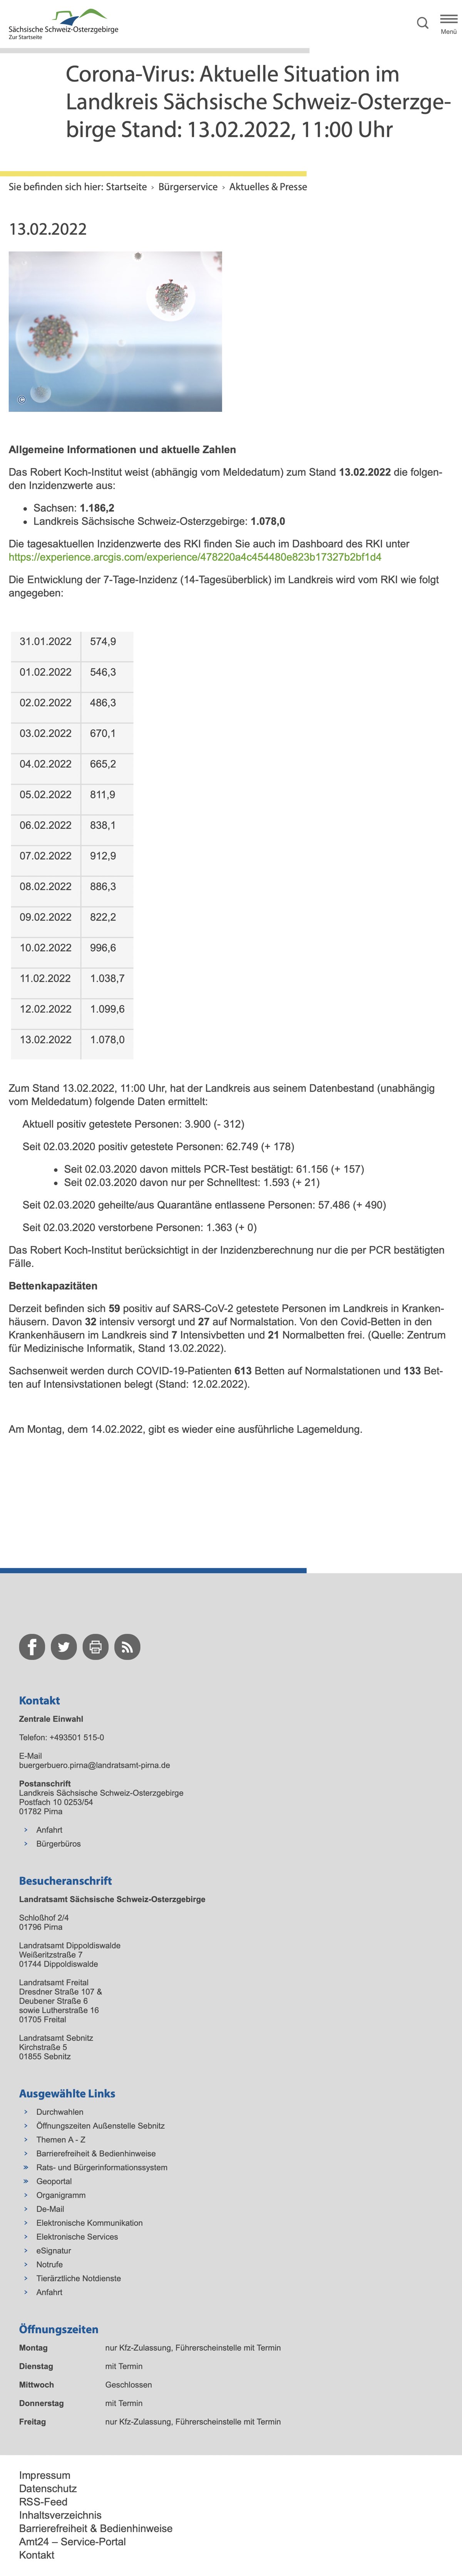 Sächsische Schweiz-Osterzgebirge
Zur Startseite
Menü
Corona-Virus: Aktuelle Situation im
Landkreis Sächsische Schweiz-Osterzge-
birge Stand: 13.02.2022, 11:00 Uhr
Sie befinden sich hier: Startseite › Bürgerservice › Aktuelles & Presse
13.02.2022
©
Allgemeine Informationen und aktuelle Zahlen
Das Robert Koch-Institut weist (abhängig vom Meldedatum) zum Stand 13.02.2022 die folgen-
den Inzidenzwerte aus:
• Sachsen: 1.186,2
• Landkreis Sächsische Schweiz-Osterzgebirge: 1.078,0
Die tagesaktuellen Inzidenzwerte des RKI finden Sie auch im Dashboard des RKI unter
https://experience.arcgis.com/experience/478220a4c454480e823b17327b2bf1d4
Die Entwicklung der 7-Tage-Inzidenz (14-Tagesüberblick) im Landkreis wird vom RKI wie folgt
angegeben:
31.01.2022 574,9
01.02.2022 546,3
02.02.2022 486,3
03.02.2022 670,1
04.02.2022 665,2
05.02.2022 811,9
06.02.2022 838,1
07.02.2022 912,9
08.02.2022 886,3
09.02.2022 822,2
10.02.2022 996,6
11.02.2022 1.038,7
12.02.2022 1.099,6
13.02.2022 1.078,0
Zum Stand 13.02.2022, 11:00 Uhr, hat der Landkreis aus seinem Datenbestand (unabhängig
vom Meldedatum) folgende Daten ermittelt:
Aktuell positiv getestete Personen: 3.900 (- 312)
Seit 02.03.2020 positiv getestete Personen: 62.749 (+ 178)
• Seit 02.03.2020 davon mittels PCR-Test bestätigt: 61.156 (+ 157)
• Seit 02.03.2020 davon nur per Schnelltest: 1.593 (+ 21)
Seit 02.03.2020 geheilte/aus Quarantäne entlassene Personen: 57.486 (+ 490)
Seit 02.03.2020 verstorbene Personen: 1.363 (+ 0)
Das Robert Koch-Institut berücksichtigt in der Inzidenzberechnung nur die per PCR bestätigten
Fälle.
Bettenkapazitäten
Derzeit befinden sich 59 positiv auf SARS-CoV-2 getestete Personen im Landkreis in Kranken-
häusern. Davon 32 intensiv versorgt und 27 auf Normalstation. Von den Covid-Betten in den
Krankenhäusern im Landkreis sind 7 Intensivbetten und 21 Normalbetten frei. (Quelle: Zentrum
für Medizinische Informatik, Stand 13.02.2022).
Sachsenweit werden durch COVID-19-Patienten 613 Betten auf Normalstationen und 133 Bet-
ten auf Intensivstationen belegt (Stand: 12.02.2022).
Am Montag, dem 14.02.2022, gibt es wieder eine ausführliche Lagemeldung.
Kontakt
Zentrale Einwahl
Telefon: +493501 515-0
E-Mail
buergerbuero.pirna@landratsamt-pirna.de
Postanschrift
Landkreis Sächsische Schweiz-Osterzgebirge
Postfach 10 0253/54
01782 Pirna
› Anfahrt
› Bürgerbüros
Besucheranschrift
Landratsamt Sächsische Schweiz-Osterzgebirge
Schloßhof 2/4
01796 Pirna
Landratsamt Dippoldiswalde
Weißeritzstraße 7
01744 Dippoldiswalde
Landratsamt Freital
Dresdner Straße 107 &
Deubener Straße 6
sowie Lutherstraße 16
01705 Freital
Landratsamt Sebnitz
Kirchstraße 5
01855 Sebnitz
Ausgewählte Links
› Durchwahlen
› Öffnungszeiten Außenstelle Sebnitz
› Themen A - Z
› Barrierefreiheit & Bedienhinweise
» Rats- und Bürgerinformationssystem
» Geoportal
› Organigramm
› De-Mail
› Elektronische Kommunikation
› Elektronische Services
› eSignatur
› Notrufe
› Tierärztliche Notdienste
› Anfahrt
Öffnungszeiten
Montag nur Kfz-Zulassung, Führerscheinstelle mit Termin
Dienstag mit Termin
Mittwoch Geschlossen
Donnerstag mit Termin
Freitag nur Kfz-Zulassung, Führerscheinstelle mit Termin
Impressum
Datenschutz
RSS-Feed
Inhaltsverzeichnis
Barrierefreiheit & Bedienhinweise
Amt24 – Service-Portal
Kontakt